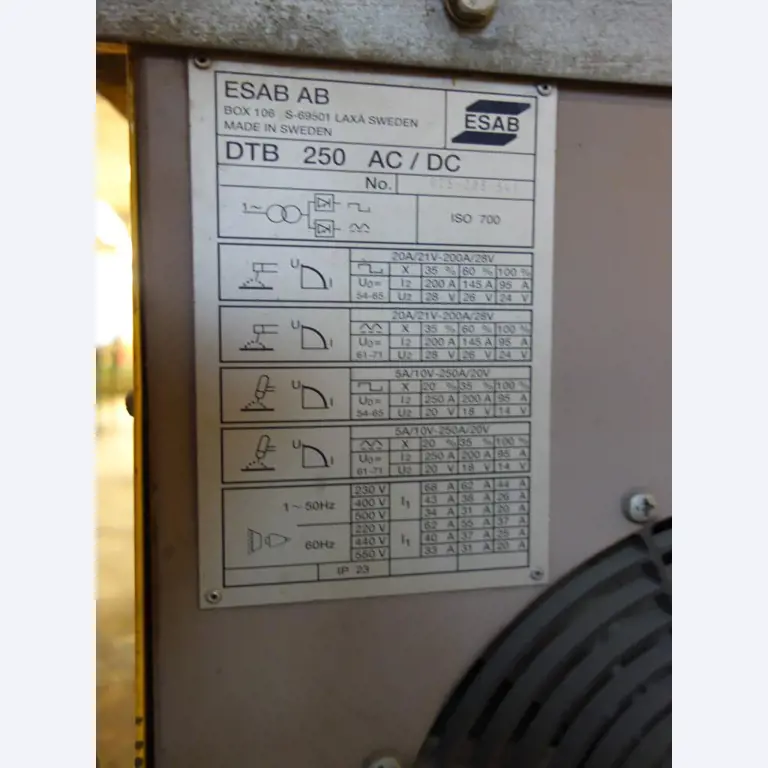 ESAB AB
BOX 106 S-69501 LAXÅ SWEDEN
MADE IN SWEDEN
ESAB
DTB 250 AC / DC
No.
1~
ISO 700
20A/21V-200A/28V
U I X 35 % 60 % 100 %
U0= I2 200 A 145 A 95 A
54-65 U2 28 V 26 V 24 V
20A/21V-200A/28V
U I X 35 % 60 % 100 %
U0= I2 200 A 145 A 95 A
61-71 U2 28 V 26 V 24 V
5A/10V-250A/20V
U I X 20 % 35 % 100 %
U0= I2 250 A 200 A 95 A
54-65 U2 20 V 18 V 14 V
5A/10V-250A/20V
U I X 20 % 35 % 100 %
U0= I2 250 A 200 A 95 A
61-71 U2 20 V 18 V 14 V
230 V 68 A 62 A 44 A
1~50Hz 400 V I1 43 A 38 A 26 A
500 V 34 A 31 A 20 A
220 V 62 A 55 A 37 A
60Hz 440 V I1 40 A 37 A 25 A
550 V 33 A 31 A 20 A
IP 23